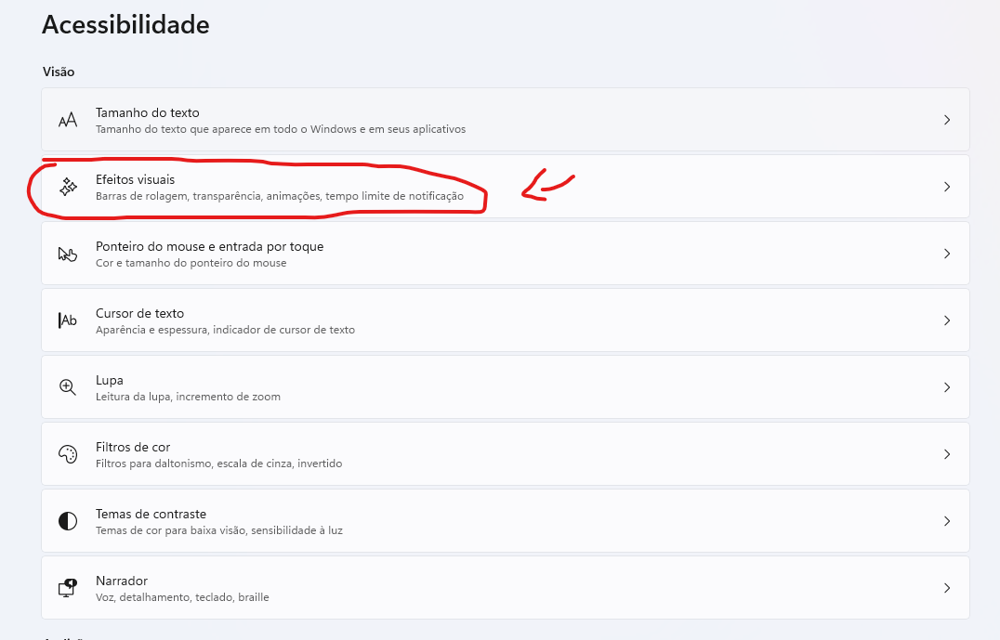 Acessibilidade
Visão
Tamanho do texto
Tamanho do texto que aparece em todo o Windows e em seus aplicativos
Efeitos visuais
Barras de rolagem, transparência, animações, tempo limite de notificação
Ponteiro do mouse e entrada por toque
Cor e tamanho do ponteiro do mouse
Cursor de texto
Aparência e espessura, indicador de cursor de texto
Lupa
Leitura da lupa, incremento de zoom
Filtros de cor
Filtros para daltonismo, escala de cinza, invertido
Temas de contraste
Temas de cor para baixa visão, sensibilidade à luz
Narrador
Voz, detalhamento, teclado, braille